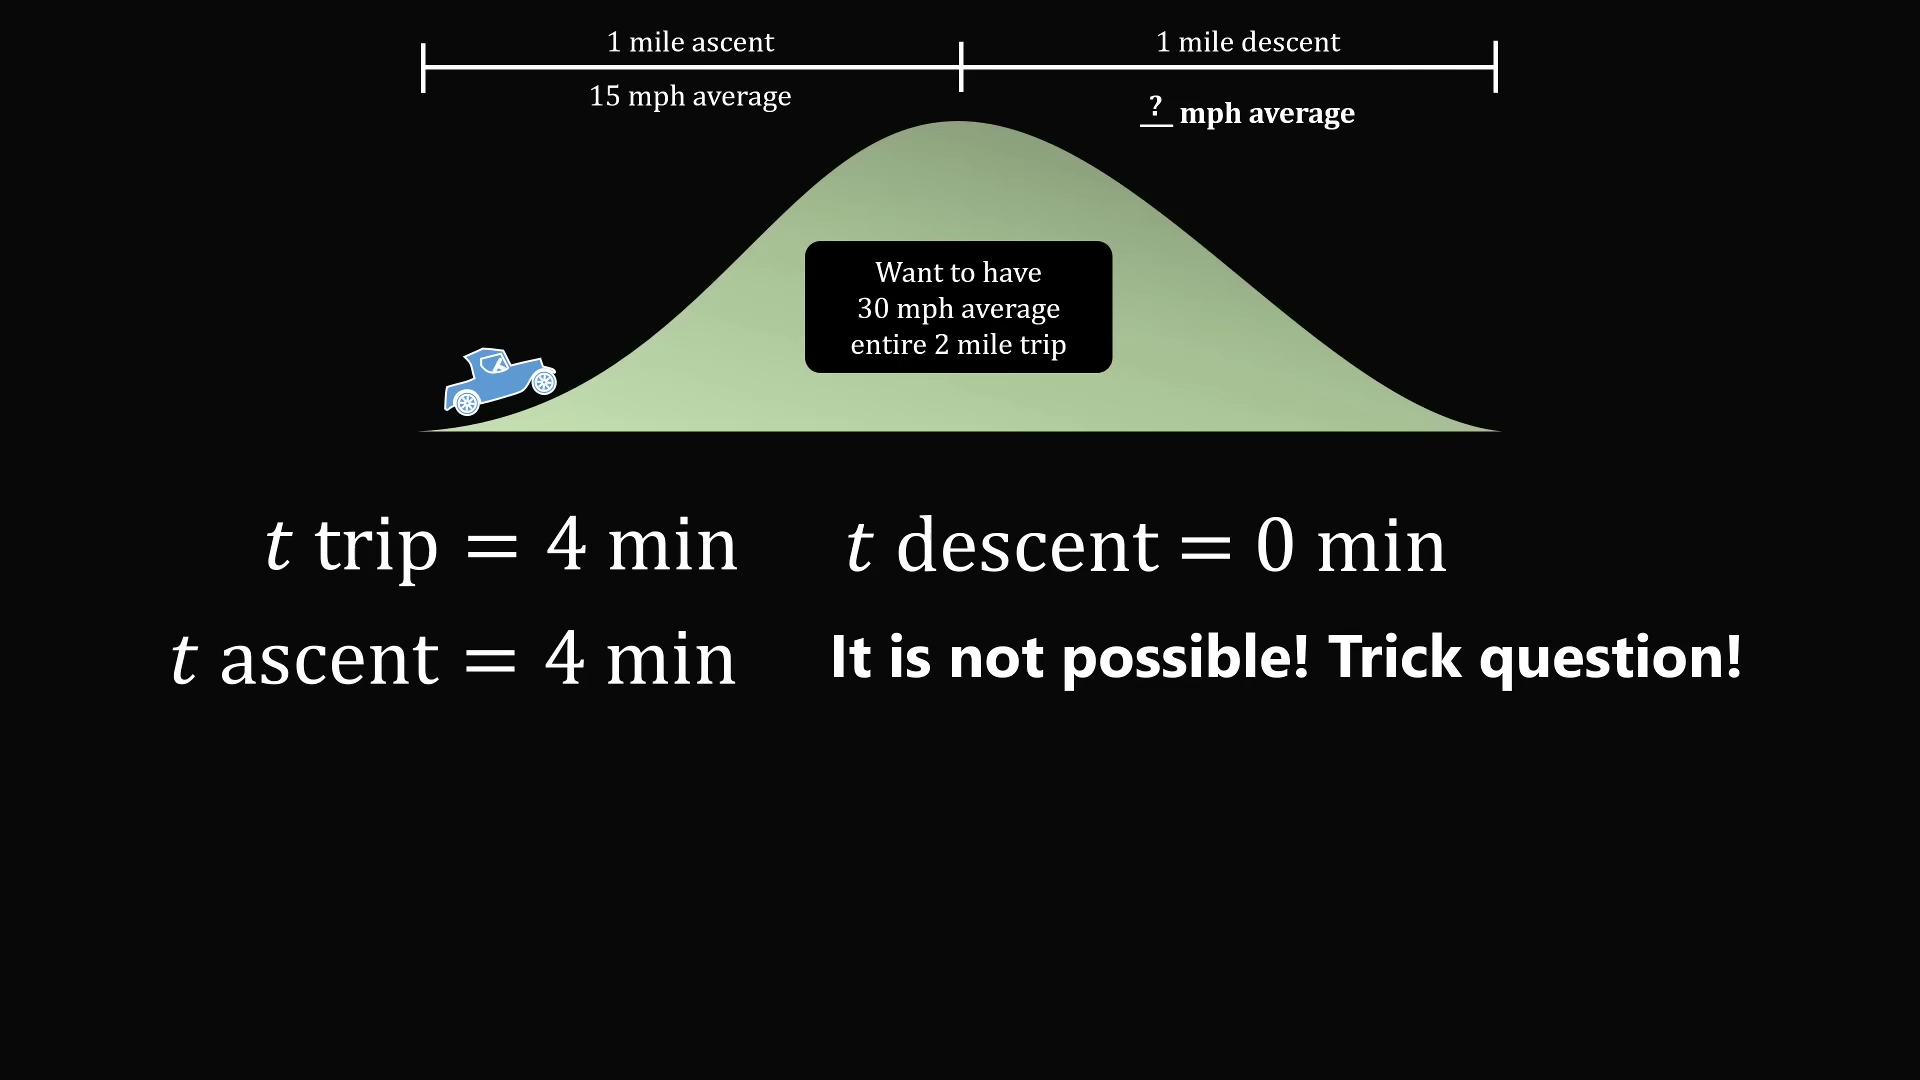 1 mile ascent
1 mile descent
15 mph average
? mph average
Want to have
30 mph average
entire 2 mile trip
t trip = 4 min
t descent = 0 min
t ascent = 4 min
It is not possible! Trick question!